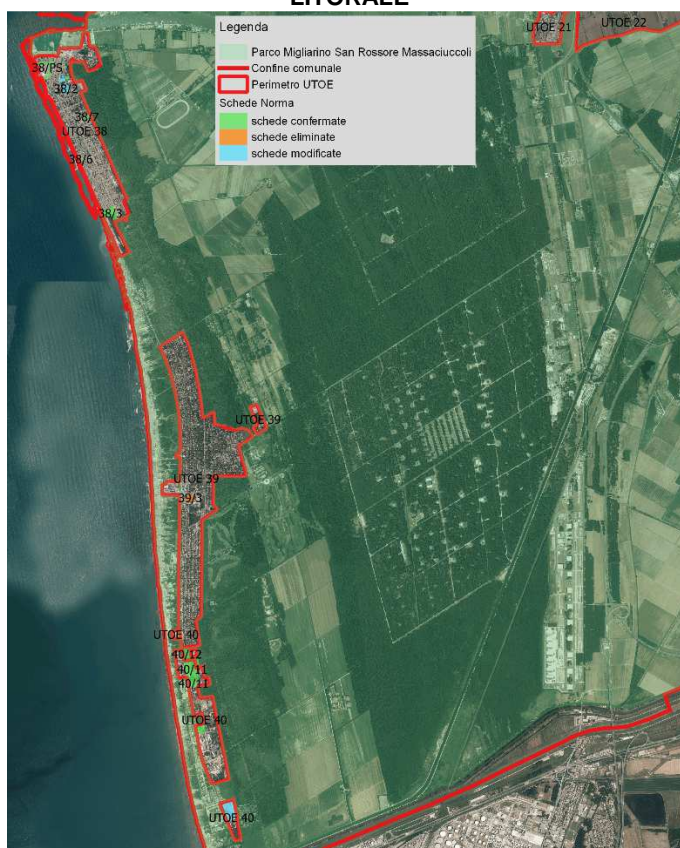 LITORALE
Legenda
Parco Migliarino San Rossore Massaciuccoli
Confine comunale
Perimetro UTOE
Schede Norma
schede confermate
schede eliminate
schede modificate
UTOE 21
UTOE 22
38/PS
38/2
38/7
UTOE 38
38/6
38/3
UTOE 39
UTOE 39
39/3
UTOE 40
40/12
40/11
40/11
UTOE 40
UTOE 40